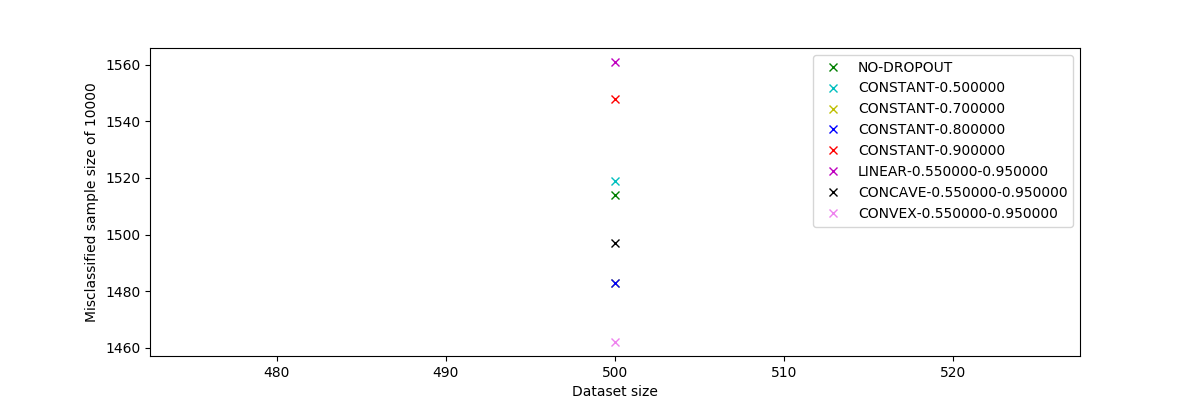 1560
1540
1520
1500
1480
1460
Misclassified sample size of 10000
NO-DROPOUT
CONSTANT-0.500000
CONSTANT-0.700000
CONSTANT-0.800000
CONSTANT-0.900000
LINEAR-0.550000-0.950000
CONCAVE-0.550000-0.950000
CONVEX-0.550000-0.950000
480 490 500 510 520
Dataset size